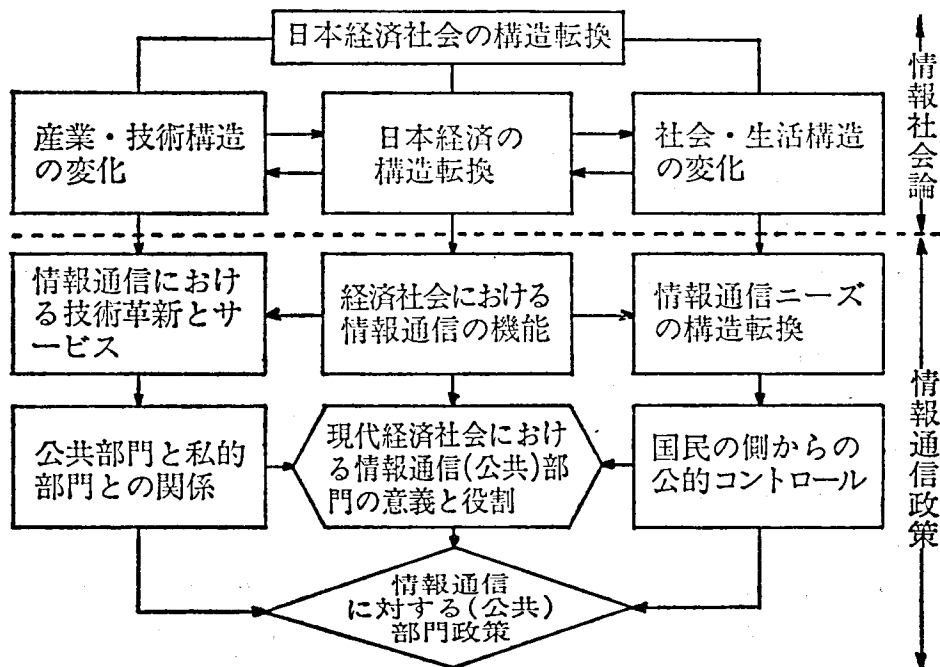 日本経済社会の構造転換
産業・技術構造
の変化
日本経済の
構造転換
社会・生活構造
の変化
情報社会論
情報通信におけ
る技術革新とサ
ービス
経済社会における
情報通信の機能
情報通信ニーズ
の構造転換
公共部門と私的
部門との関係
現代経済社会におけ
る情報通信(公共)部
門の意義と役割
国民の側からの
公的コントロール
情報通信政策
情報通信
に対する(公共)
部門政策